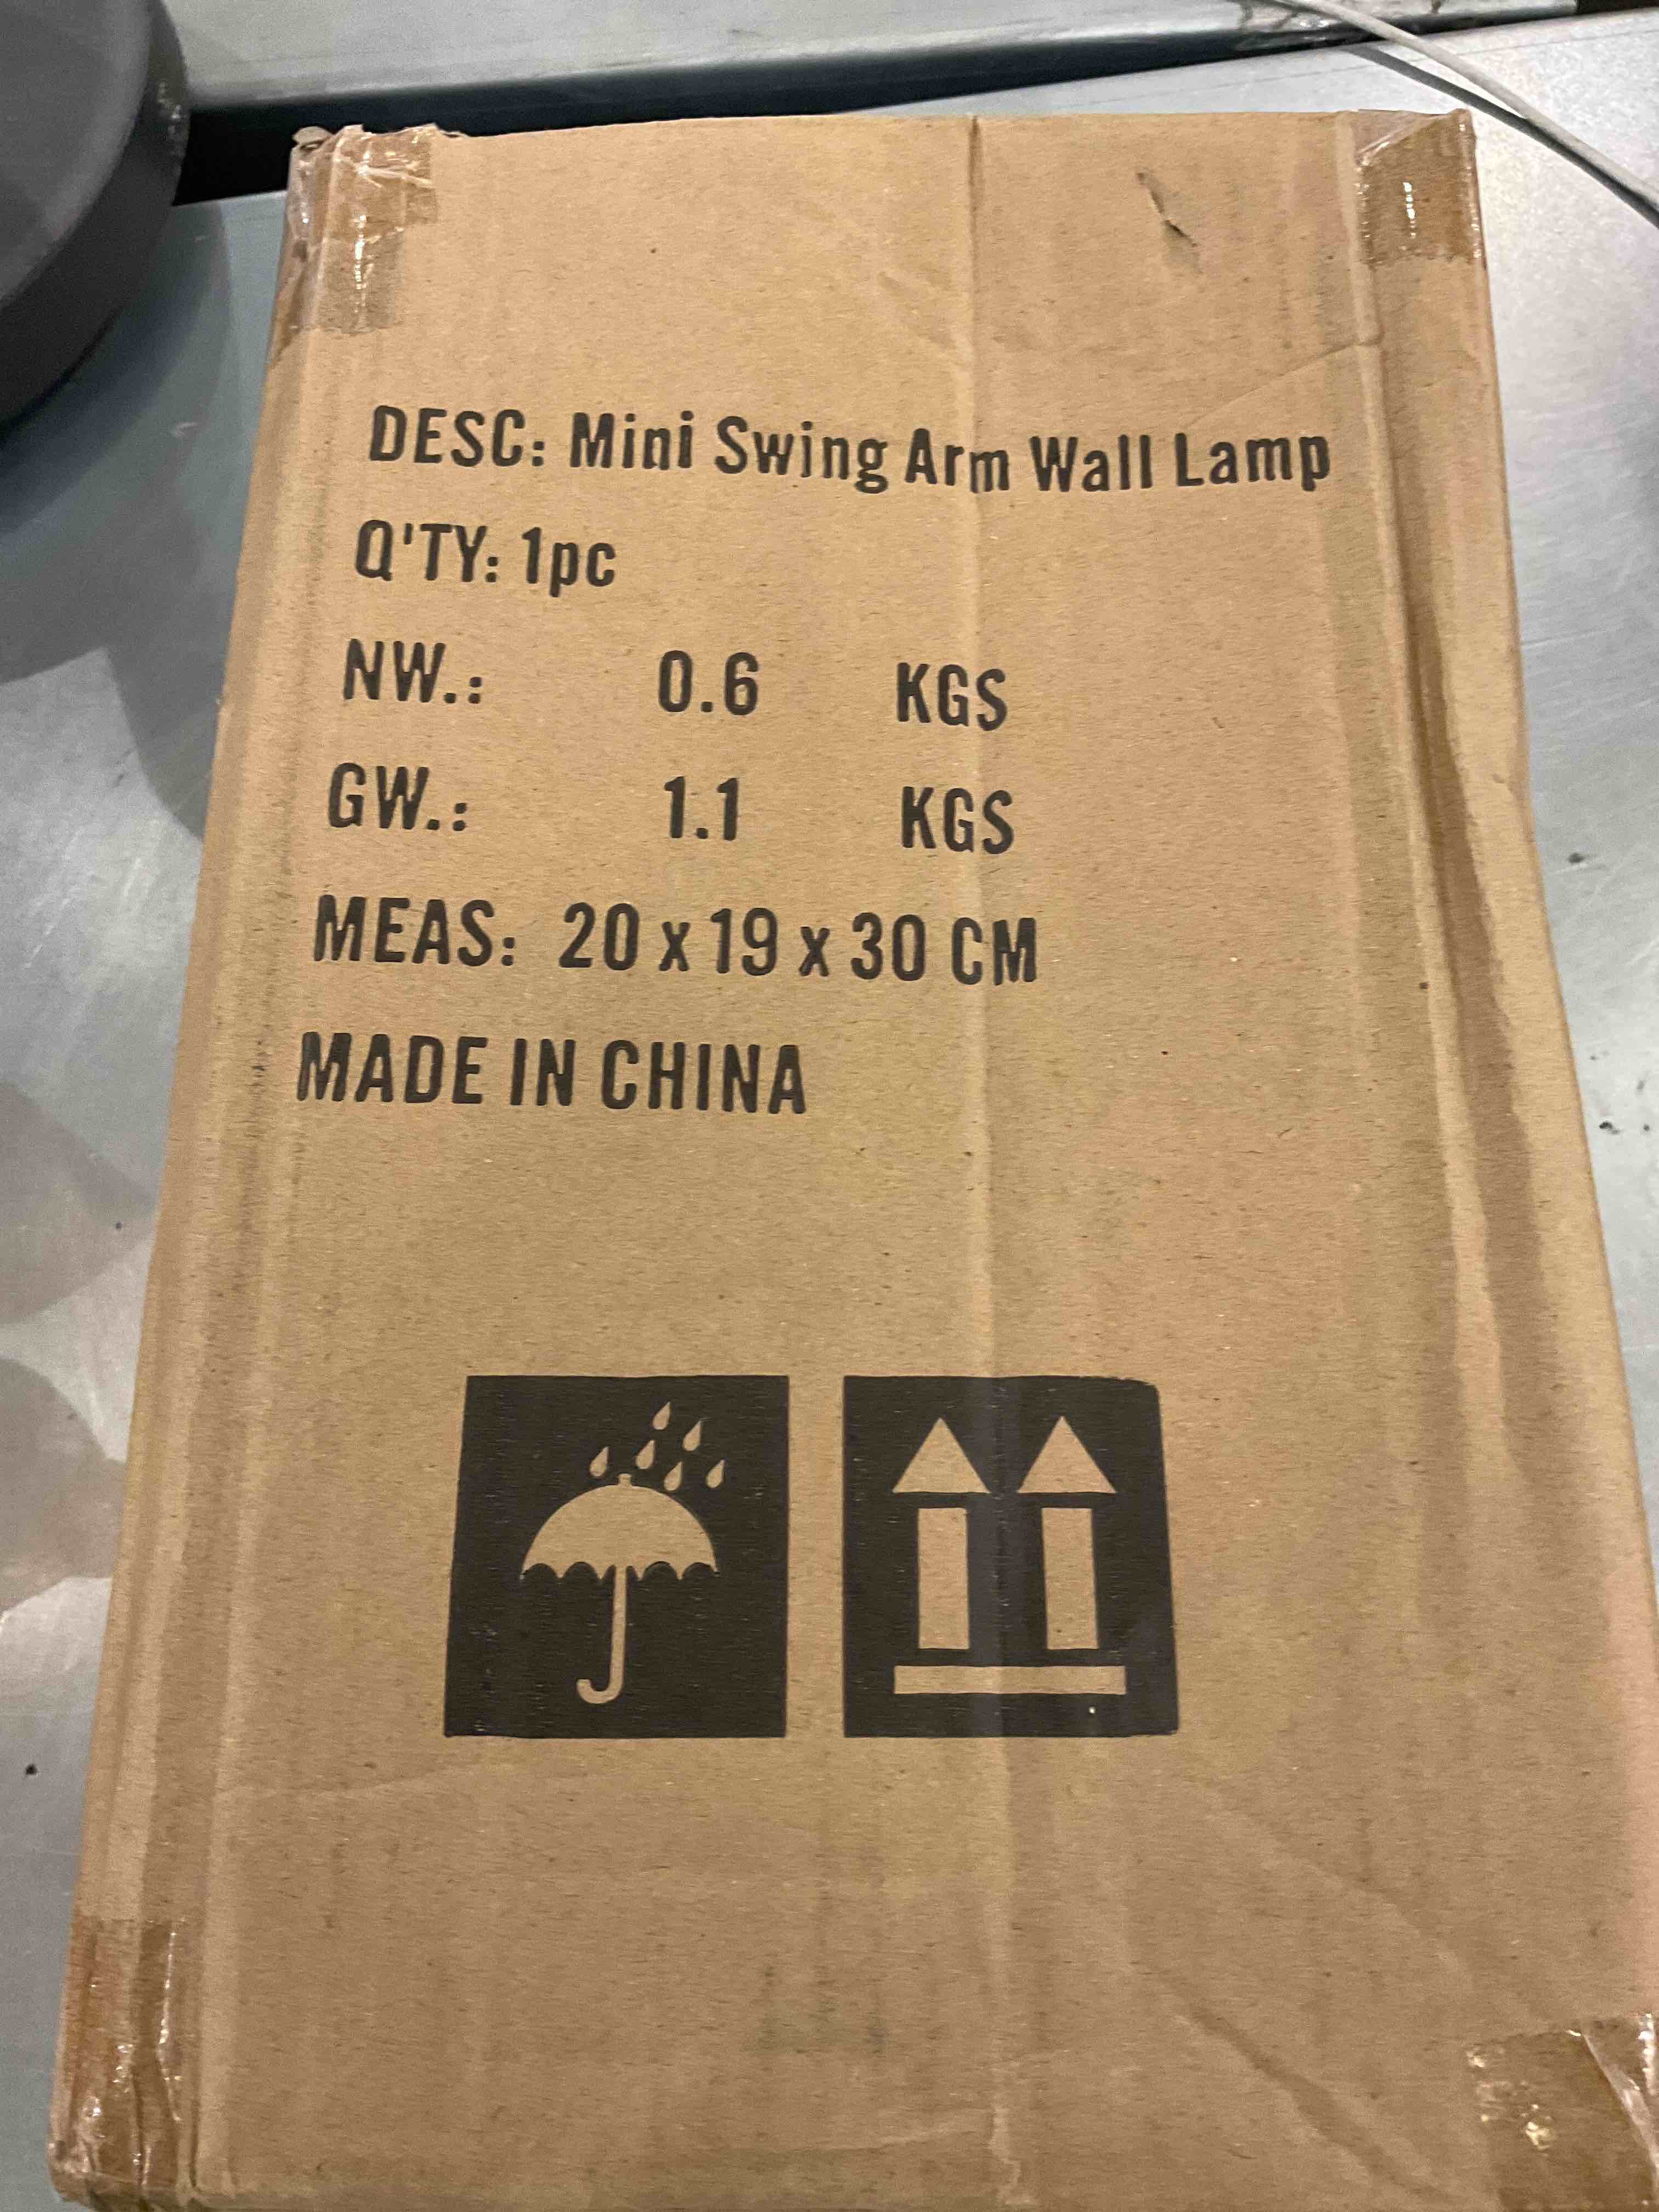 DESC: Mini Swing Arm Wall Lamp
Q'TY: 1pc
NW.: 0.6 KGS
GW.: 1.1 KGS
MEAS: 20 x 19 x 30 CM
MADE IN CHINA